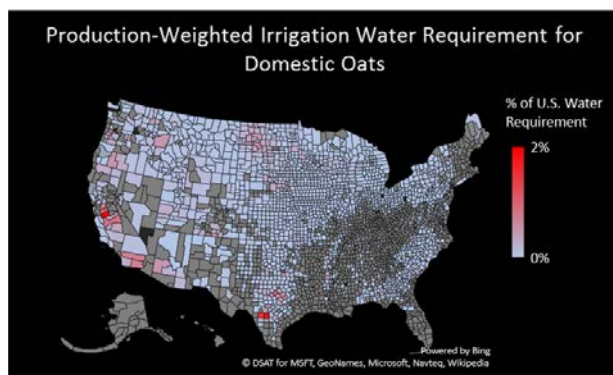 Production-Weighted Irrigation Water Requirement for
Domestic Oats
% of U.S. Water
Requirement
2%
0%
Powered by Bing
© DSAT for MSFT, GeoNames, Microsoft, Navteq, Wikipedia